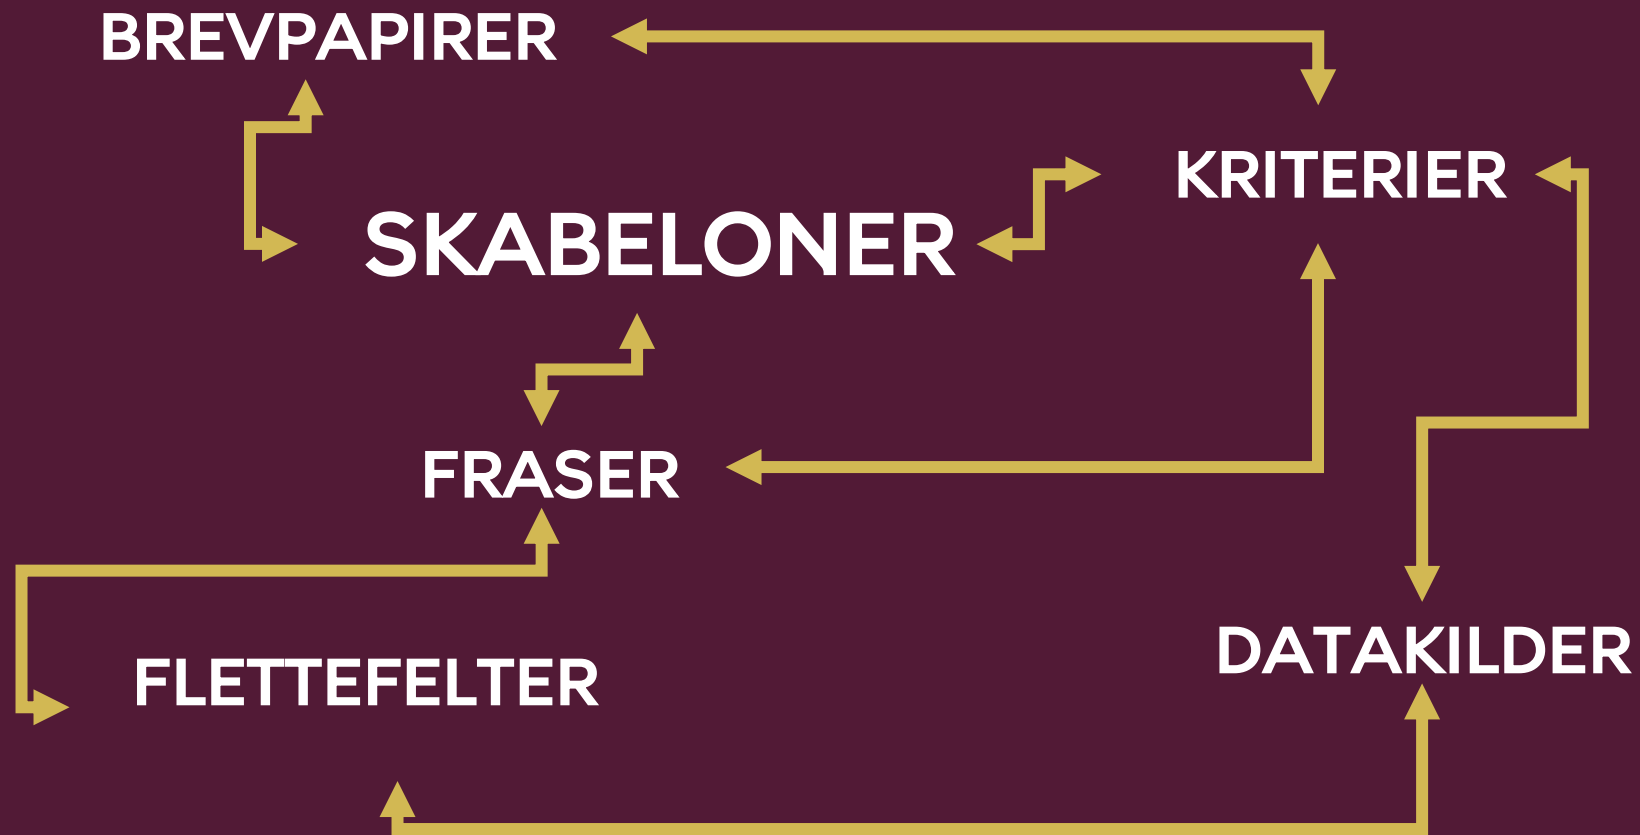 BREVPAPIRER
KRITERIER
SKABELONER
FRASER
DATAKILDER
FLETTEFELTER